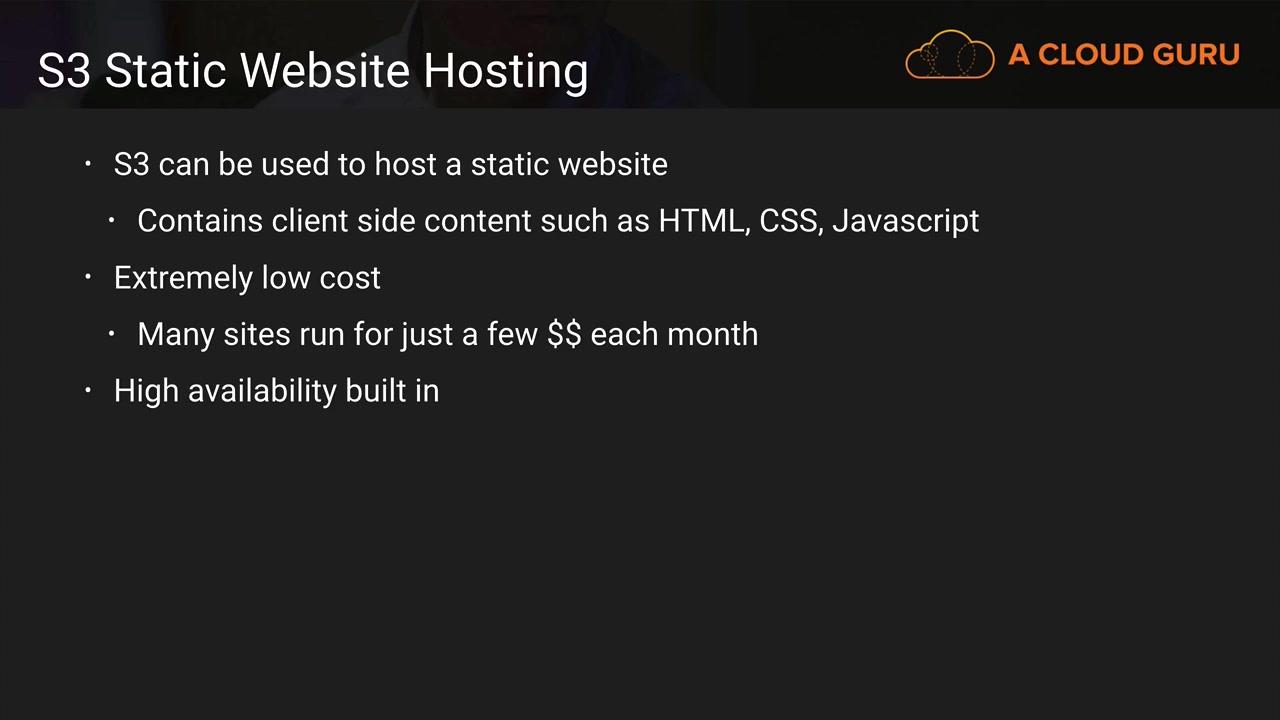 S3 Static Website Hosting
A CLOUD GURU
• S3 can be used to host a static website
• Contains client side content such as HTML, CSS, Javascript
• Extremely low cost
• Many sites run for just a few $$ each month
• High availability built in